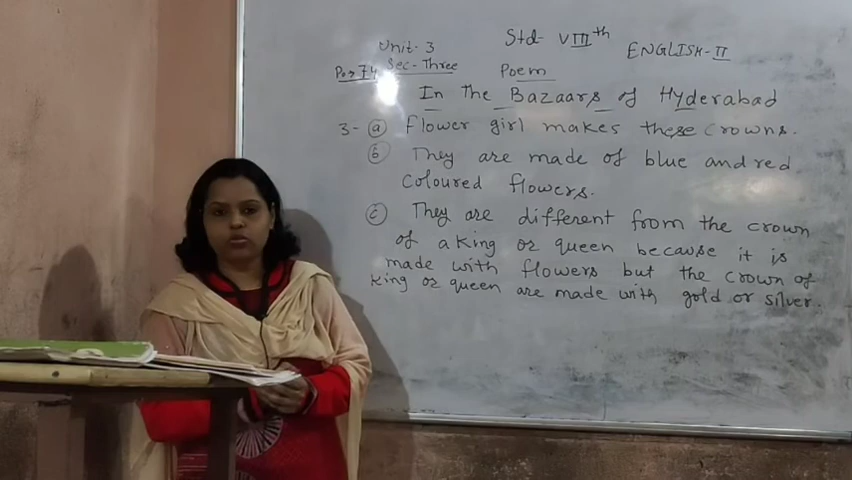 Unit-3 Std- VIIIth ENGLISH-II
Sec-Three Poem
In The Bazaars of Hyderabad
3- (a) Flower girl makes these crowns.
(b) They are made of blue and red
Coloured flowers.
(c) They are different from the crown
of a king or queen because it is
made with flowers but the crown of
king or queen are made with gold or silver.